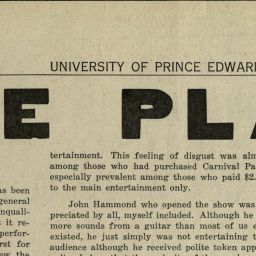 UNIVERSITY OF PRINCE EDWAR
E PLA
tertainment. This feeling of disgust was alm
among those who had purchased Carnival Pa
especially prevalent among those who paid $2.
to the main entertainment only.
John Hammond who opened the show was
preciated by all, myself included. Although he
more sounds from a guitar than most of us e
existed, he just simply was not entertaining t
audience although he received polite token app
as been
general
nquali-
t it re-
perfor-
rst for